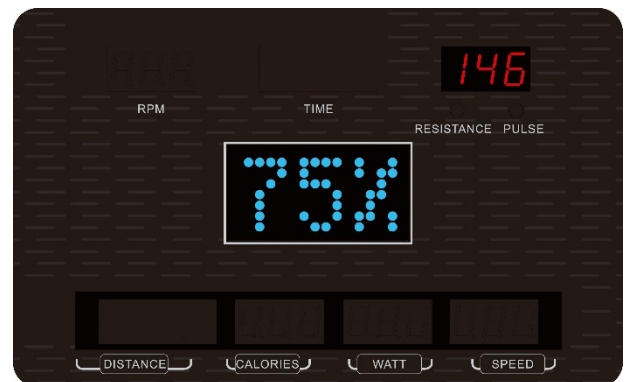 146
RPM TIME
RESISTANCE PULSE
75%
DISTANCE CALORIES WATT SPEED